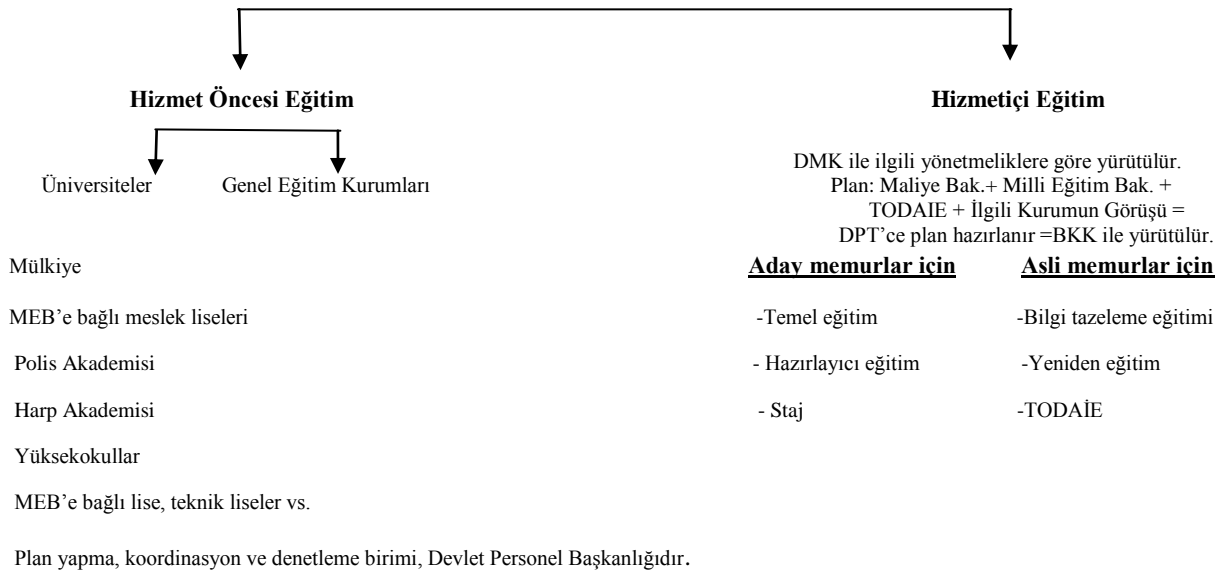 Hizmet Öncesi Eğitim
Hizmetiçi Eğitim
Üniversiteler
Genel Eğitim Kurumları
DMK ile ilgili yönetmeliklere göre yürütülür.
Plan: Maliye Bak.+ Milli Eğitim Bak. +
TODAIE + İlgili Kurumun Görüşü =
DPT’ce plan hazırlanır =BKK ile yürütülür.
Mülkiye
Aday memurlar için
Asli memurlar için
MEB’e bağlı meslek liseleri
-Temel eğitim
-Bilgi tazeleme eğitimi
Polis Akademisi
- Hazırlayıcı eğitim
-Yeniden eğitim
Harp Akademisi
- Staj
-TODAİE
Yüksekokullar
MEB’e bağlı lise, teknik liseler vs.
Plan yapma, koordinasyon ve denetleme birimi, Devlet Personel Başkanlığıdır.